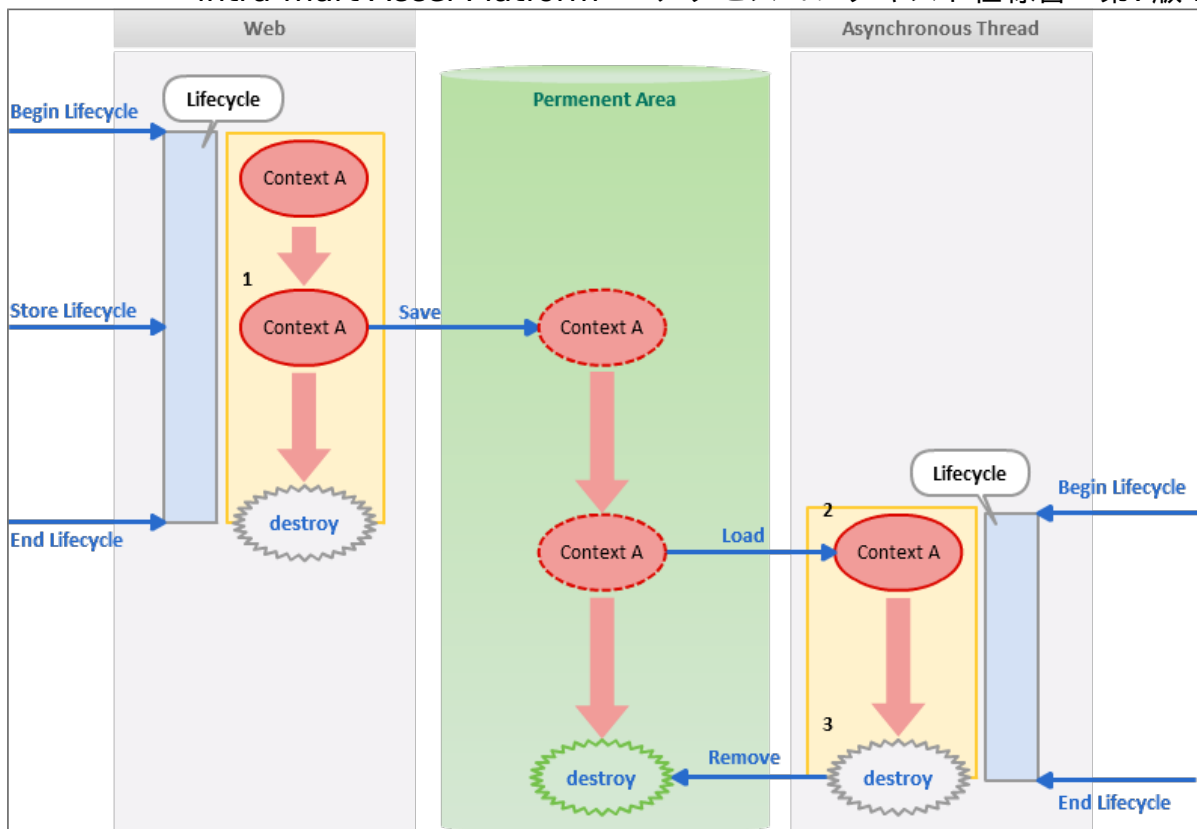 Web
Asynchronous Thread
Lifecycle
Permenent Area
Begin Lifecycle
Context A
1
Store Lifecycle
Context A
Save
Context A
Lifecycle
Begin Lifecycle
2
destroy
End Lifecycle
Context A
Load
Context A
3
Remove
destroy
destroy
End Lifecycle